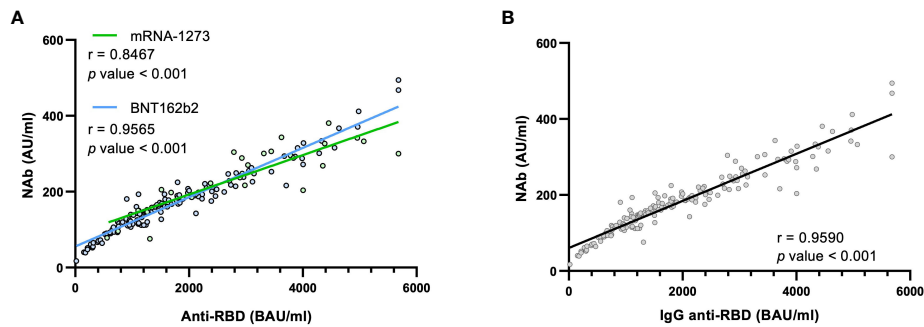 A
mRNA-1273
r = 0.8467
p value < 0.001
BNT162b2
r = 0.9565
p value < 0.001
600
400
200
0
NAb (AU/ml)
0 2000 4000 6000
Anti-RBD (BAU/ml)
B
600
400
200
0
NAb (AU/ml)
r = 0.9590
p value < 0.001
0 2000 4000 6000
IgG anti-RBD (BAU/ml)